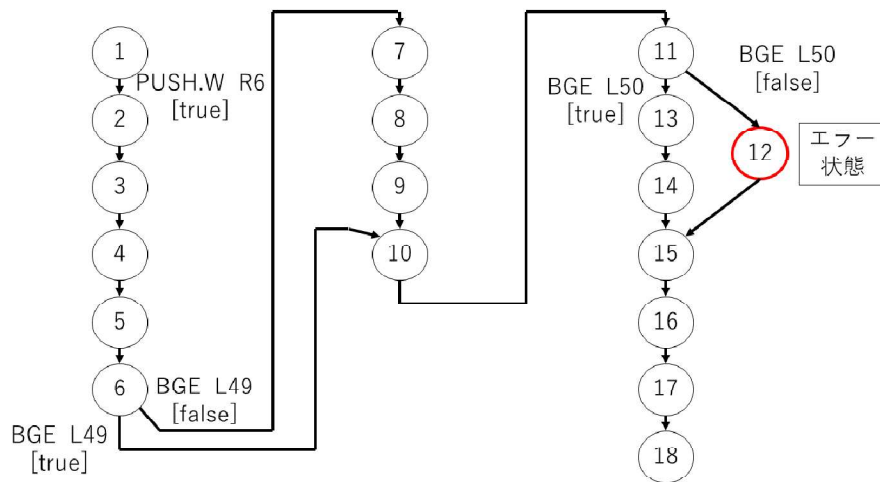 1
PUSH.W R6
[true]
2
3
4
5
6
BGE L49
[false]
BGE L49
[true]
7
8
9
10
11
BGE L50
[false]
BGE L50
[true]
12
エラー
状態
13
14
15
16
17
18